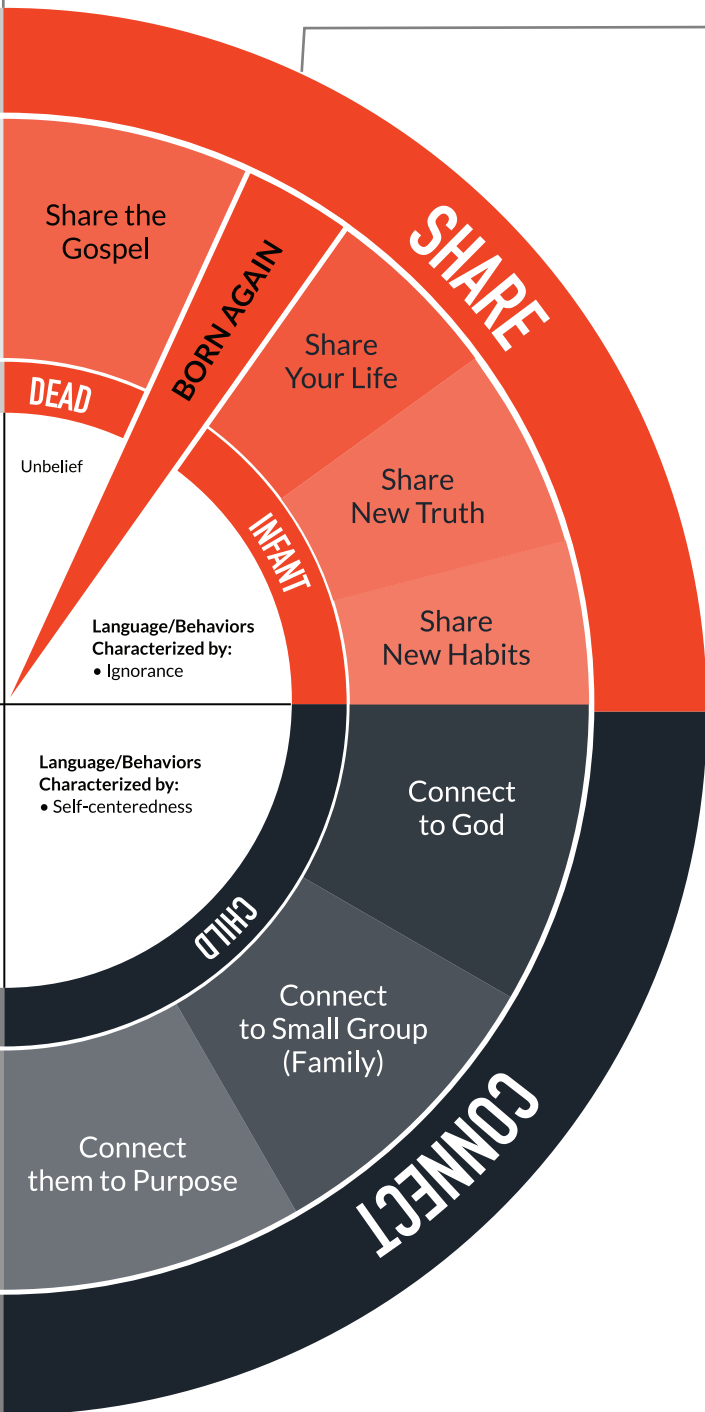 SHARE
Share the
Gospel
BORN AGAIN
DEAD
Unbelief
Share
Your Life
Share
New Truth
INFANT
Share
New Habits
Language/Behaviors
Characterized by:
• Ignorance
Language/Behaviors
Characterized by:
• Self-centeredness
Connect
to God
CHILD
Connect
to Small Group
(Family)
Connect
them to Purpose
CONNECT